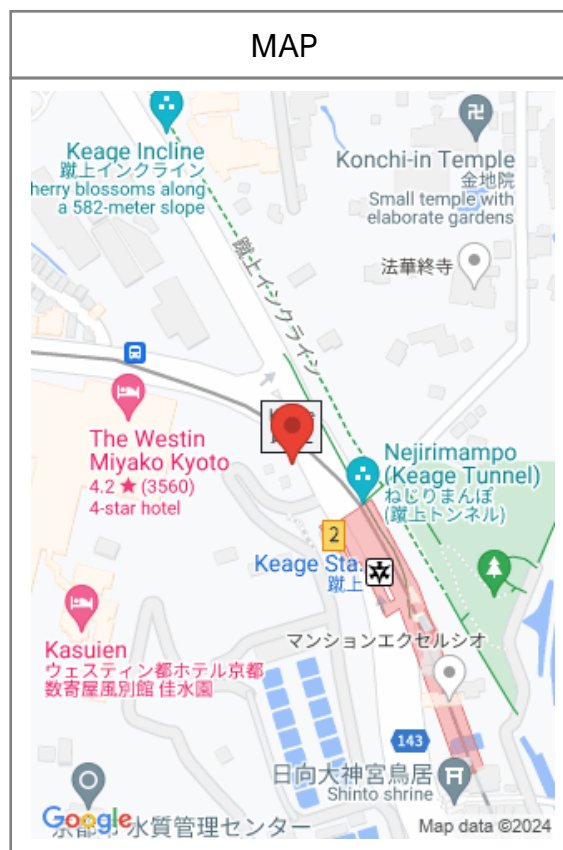 MAP
Keage Incline
蹴上インクライン
herry blossoms along
a 582-meter slope
Konchi-in Temple
金地院
Small temple with
elaborate gardens
法華終寺
蹴上インクライン
The Westin
Miyako Kyoto
4.2 ★ (3560)
4-star hotel
Nejirimampo
(Keage Tunnel)
ねじりまんぽ
(蹴上トンネル)
2
Keage Sta.
蹴上
Kasuien
ウェスティン都ホテル京都
数寄屋風別館 佳水園
マンションエクセルシオ
143
日向大神宮鳥居
Shinto shrine
Google
水質管理センター
Map data ©2024